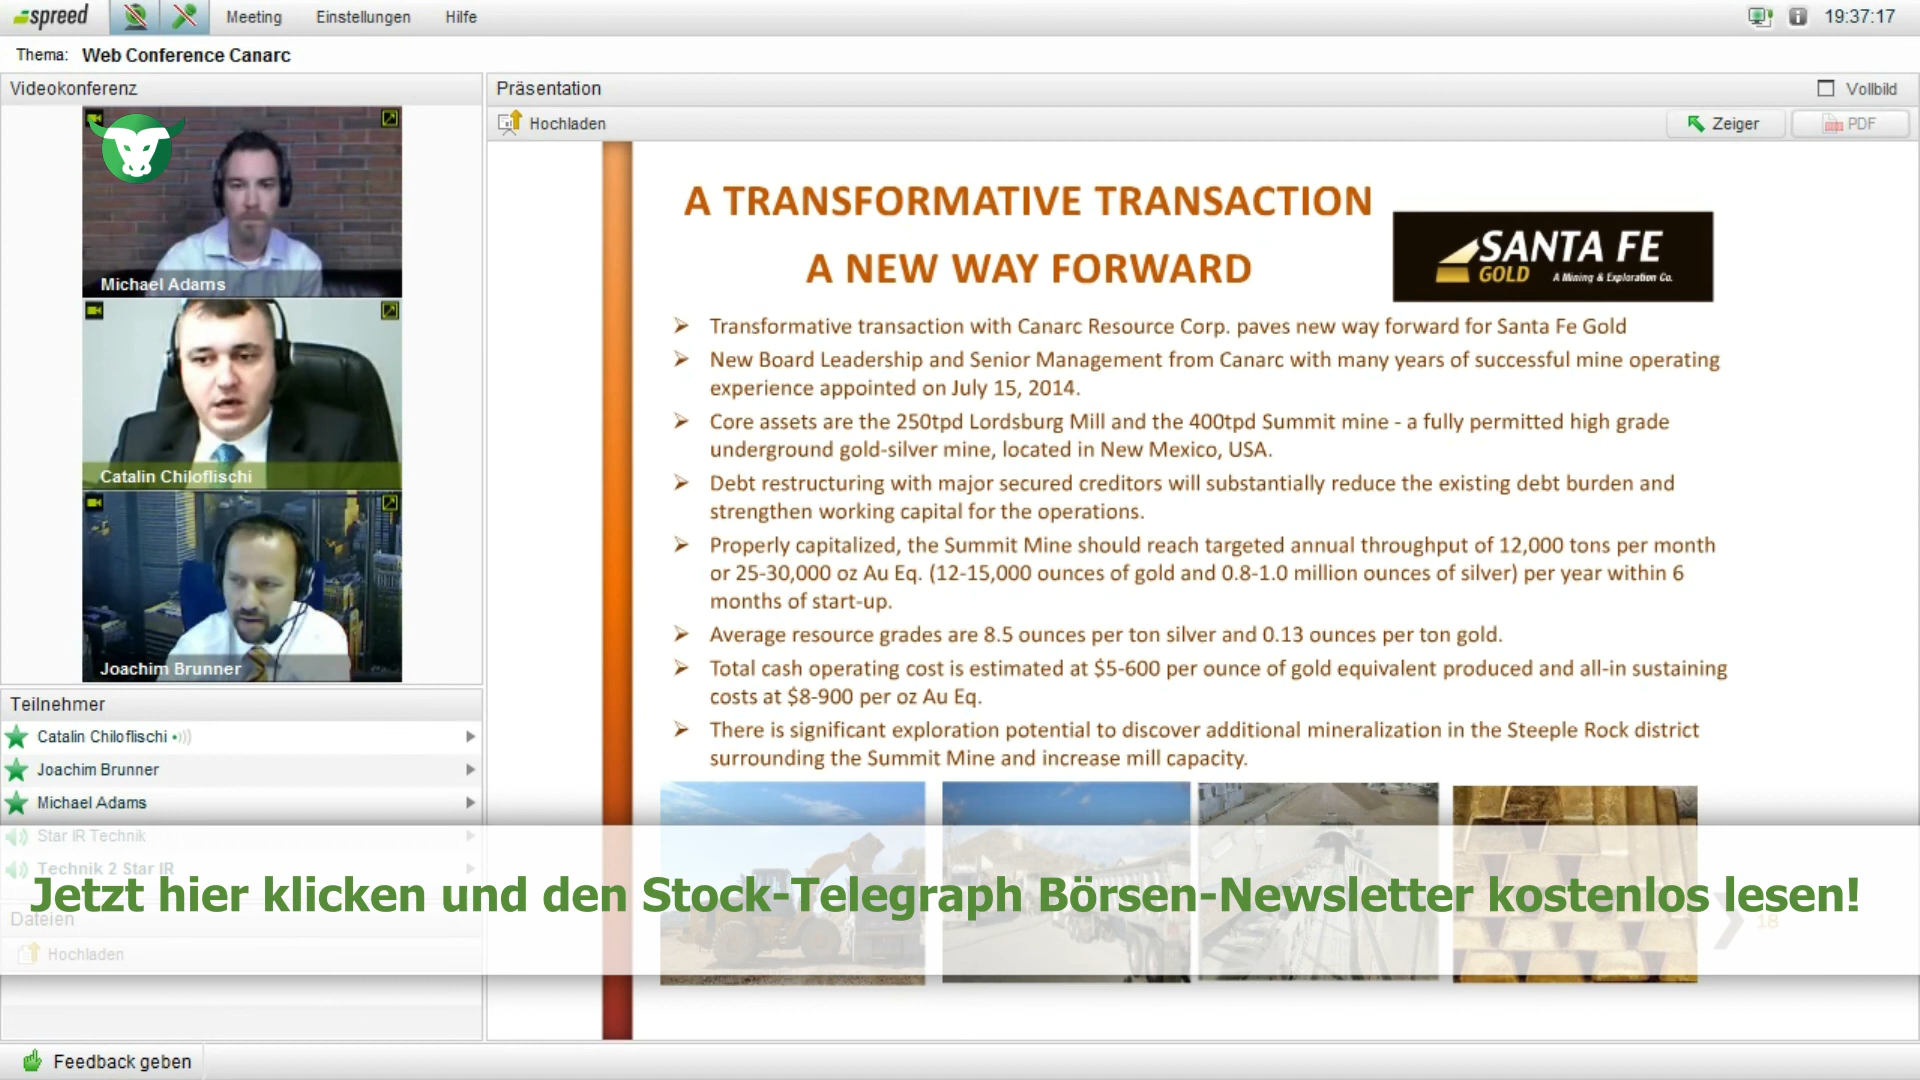 spreed Meeting Einstellungen Hilfe 19:37:17
Thema: Web Conference Canarc
Videokonferenz
Michael Adams
Catalin Chiloflischi
Joachim Brunner
Teilnehmer
Catalin Chiloflischi
Joachim Brunner
Michael Adams
Star IR Technik
Technik 2 Star IR
Dateien
Hochladen
Präsentation Vollbild
Hochladen Zeiger PDF
A TRANSFORMATIVE TRANSACTION
A NEW WAY FORWARD
SANTA FE
GOLD A Mining & Exploration Co.
➢ Transformative transaction with Canarc Resource Corp. paves new way forward for Santa Fe Gold
➢ New Board Leadership and Senior Management from Canarc with many years of successful mine operating
experience appointed on July 15, 2014.
➢ Core assets are the 250tpd Lordsburg Mill and the 400tpd Summit mine - a fully permitted high grade
underground gold-silver mine, located in New Mexico, USA.
➢ Debt restructuring with major secured creditors will substantially reduce the existing debt burden and
strengthen working capital for the operations.
➢ Properly capitalized, the Summit Mine should reach targeted annual throughput of 12,000 tons per month
or 25-30,000 oz Au Eq. (12-15,000 ounces of gold and 0.8-1.0 million ounces of silver) per year within 6
months of start-up.
➢ Average resource grades are 8.5 ounces per ton silver and 0.13 ounces per ton gold.
➢ Total cash operating cost is estimated at $5-600 per ounce of gold equivalent produced and all-in sustaining
costs at $8-900 per oz Au Eq.
➢ There is significant exploration potential to discover additional mineralization in the Steeple Rock district
surrounding the Summit Mine and increase mill capacity.
18
Jetzt hier klicken und den Stock-Telegraph Börsen-Newsletter kostenlos lesen!
Feedback geben